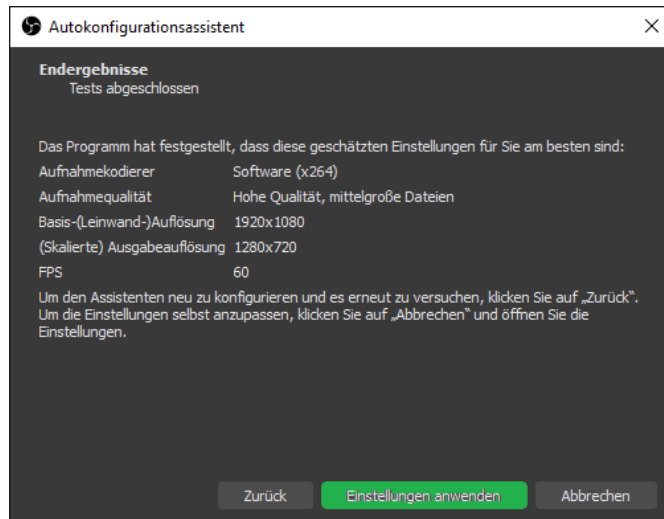 Autokonfigurationsassistent
Endergebnisse
Tests abgeschlossen
Das Programm hat festgestellt, dass diese geschätzten Einstellungen für Sie am besten sind:
Aufnahmekodierer Software (x264)
Aufnahmequalität Hohe Qualität, mittelgroße Dateien
Basis-(Leinwand-)Auflösung 1920x1080
(Skalierte) Ausgabeauflösung 1280x720
FPS 60
Um den Assistenten neu zu konfigurieren und es erneut zu versuchen, klicken Sie auf „Zurück“.
Um die Einstellungen selbst anzupassen, klicken Sie auf „Abbrechen“ und öffnen Sie die
Einstellungen.
Zurück Einstellungen anwenden Abbrechen